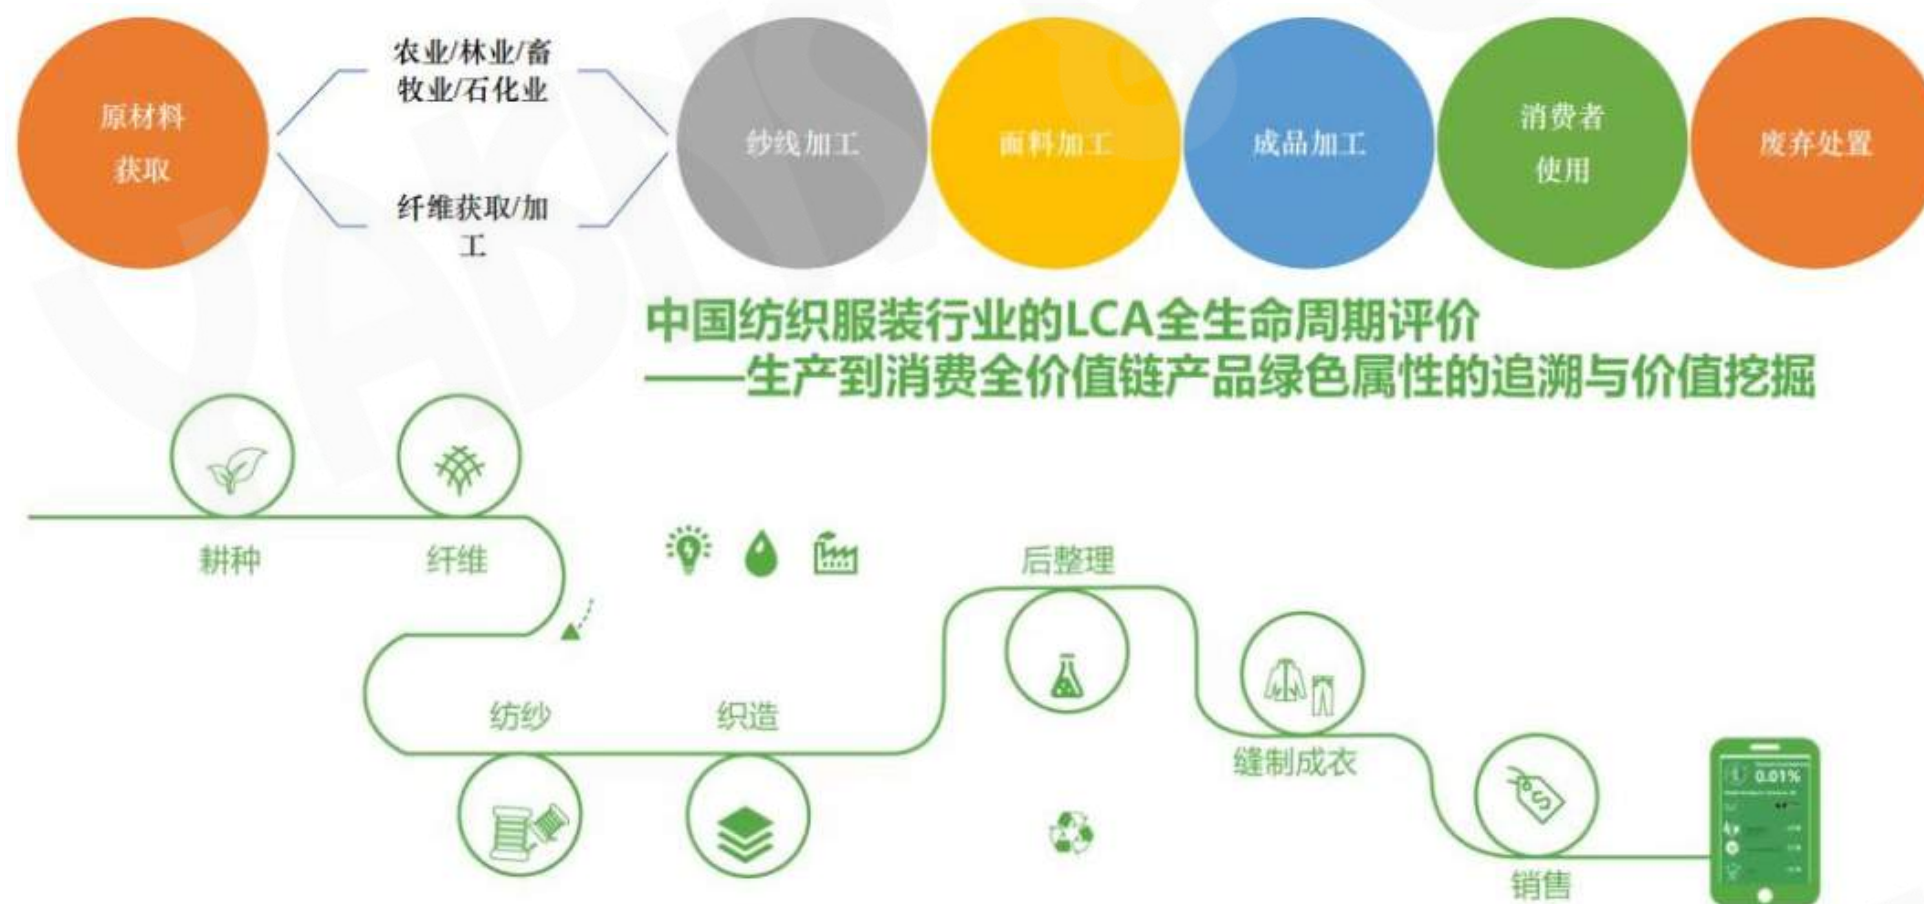 原材料
获取
农业/林业/畜
牧业/石化业
纤维获取/加
工
纱线加工
面料加工
成品加工
消费者
使用
废弃处置
中国纺织服装行业的LCA全生命周期评价
——生产到消费全价值链产品绿色属性的追溯与价值挖掘
耕种
纤维
后整理
纺纱
织造
缝制成衣
0.01%
销售